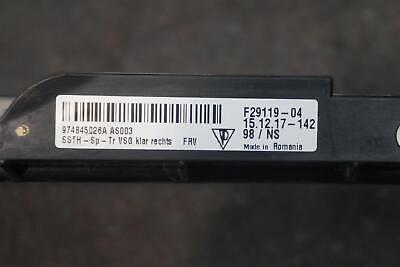 974845026A AS003
SSTH - Sp - Tr VSG klar rechts FRV
F29119-04
15.12.17-142
98 / NS
Made in Romania